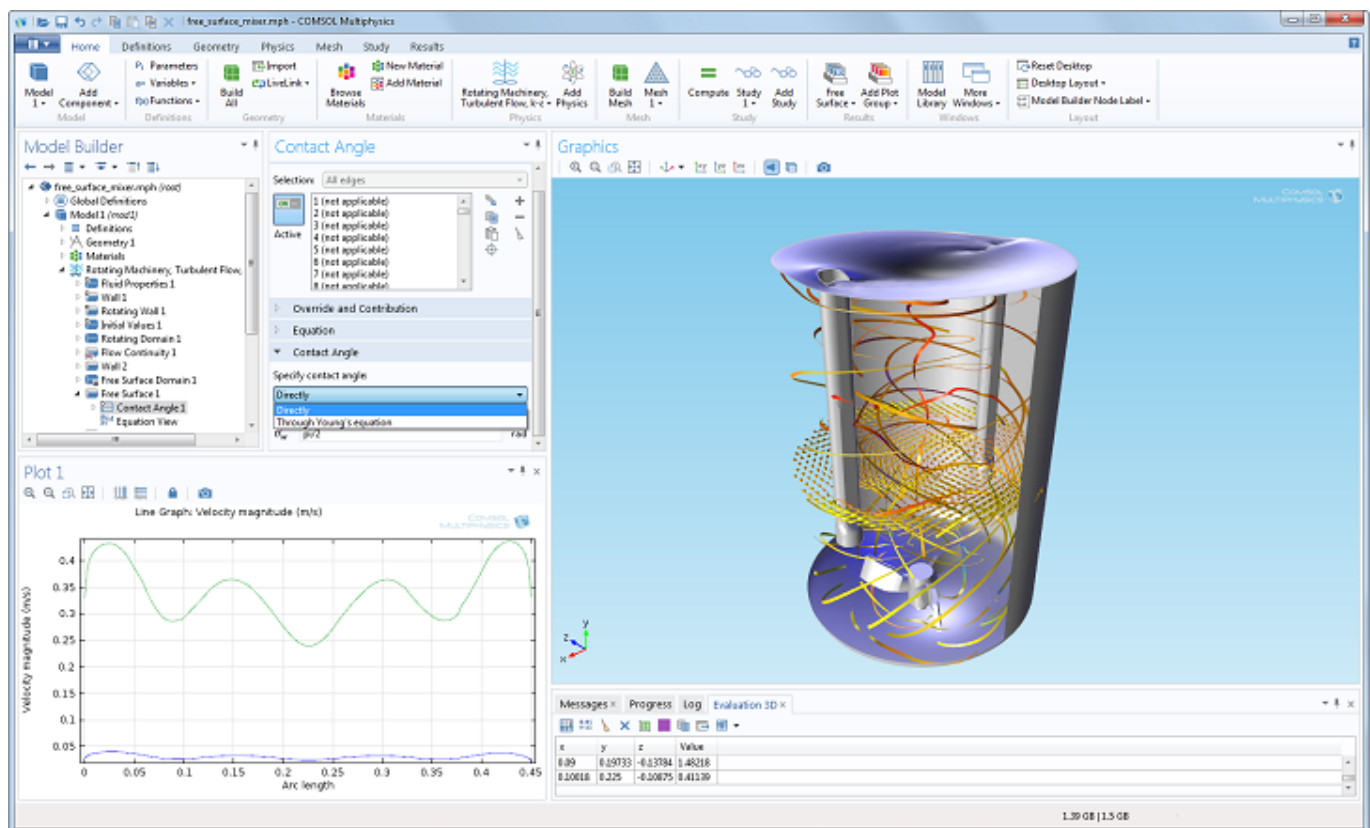 free_surface_mixer.mph - COMSOL Multiphysics
Home Definitions Geometry Physics Mesh Study Results
Model 1
Add Component
Pi Parameters
a= Variables
f(x) Functions
Model
Definitions
Build All
Import
LiveLink
Geometry
Browse Materials
New Material
Add Material
Materials
Rotating Machinery, Turbulent Flow, k-ε
Add Physics
Physics
Build Mesh
Mesh 1
Mesh
Compute
Study 1
Add Study
Study
Free Surface
Add Plot Group
Results
Model Library
More Windows
Windows
Reset Desktop
Desktop Layout
Model Builder Node Label
Layout
Model Builder
free_surface_mixer.mph (root)
Global Definitions
Model 1 (mod1)
Definitions
Geometry 1
Materials
Rotating Machinery, Turbulent Flow,
Fluid Properties 1
Wall 1
Rotating Wall 1
Initial Values 1
Rotating Domain 1
Flow Continuity 1
Wall 2
Free Surface Domain 1
Free Surface 1
Contact Angle 1
Equation View
Contact Angle
Selection: All edges
ON
Active
1 (not applicable)
2 (not applicable)
3 (not applicable)
4 (not applicable)
5 (not applicable)
6 (not applicable)
7 (not applicable)
8 (not applicable)
Override and Contribution
Equation
Contact Angle
Specify contact angle:
Directly
Directly
Through Young's equation
pi/2 rad
Graphics
COMSOL
MULTIPHYSICS
y
z
x
Plot 1
Line Graph: Velocity magnitude (m/s)
COMSOL
MULTIPHYSICS
Velocity magnitude (m/s)
0.4
0.35
0.3
0.25
0.2
0.15
0.1
0.05
0 0.05 0.1 0.15 0.2 0.25 0.3 0.35 0.4 0.45
Arc length
Messages Progress Log Evaluation 3D
x y z Value
0.09 0.19733 -0.13784 1.48218
0.10018 0.225 -0.10875 0.41139
1.39 GB | 1.5 GB